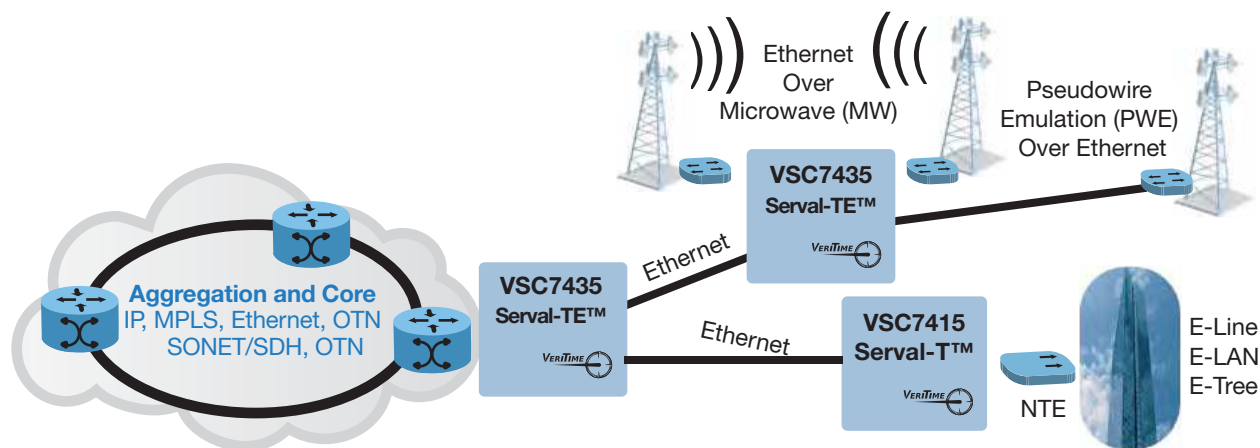 Ethernet
Over
Microwave (MW)
Pseudowire
Emulation (PWE)
Over Ethernet
VSC7435
Serval-TE™
VERITIME
Ethernet
Aggregation and Core
IP, MPLS, Ethernet, OTN
SONET/SDH, OTN
VSC7435
Serval-TE™
VERITIME
Ethernet
VSC7415
Serval-T™
VERITIME
NTE
E-Line
E-LAN
E-Tree